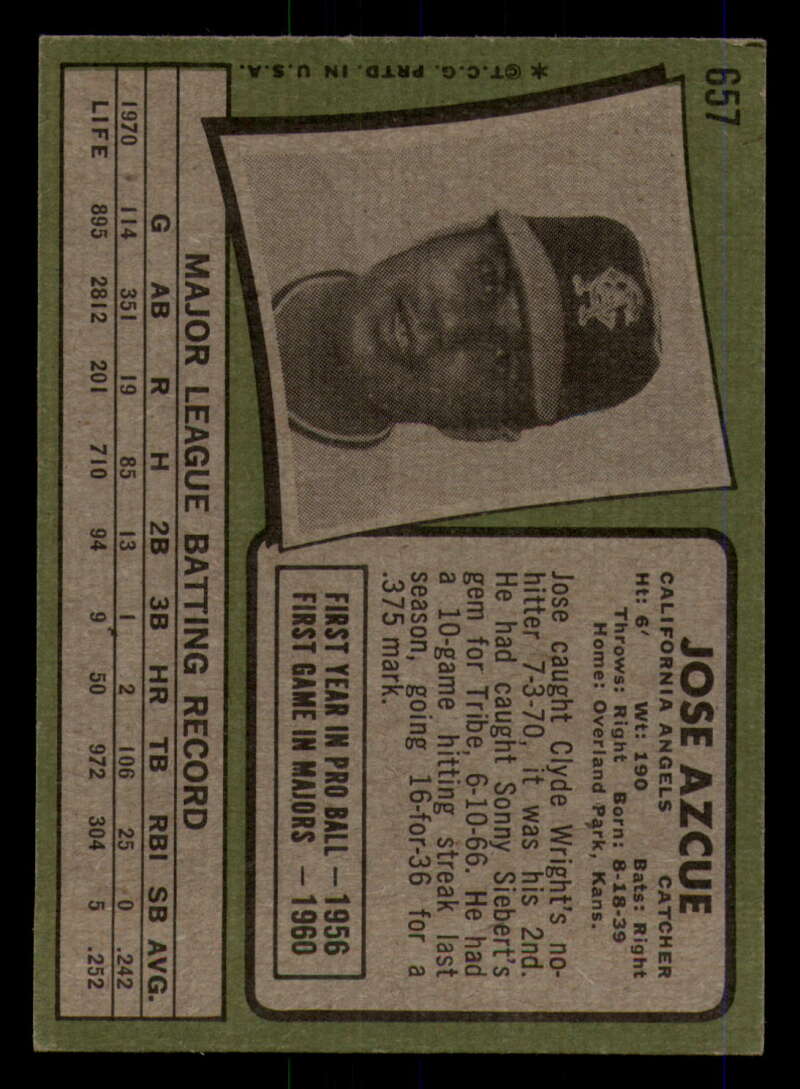 657
JOSE AZCUE
CALIFORNIA ANGELS CATCHER
Ht: 6' Wt: 190 Bats: Right
Throws: Right Born: 8-18-39
Home: Overland Park, Kans.
Jose caught Clyde Wright's no-
hitter 7-3-70, it was his 2nd.
He had caught Sonny Siebert's
gem for Tribe, 6-10-66. He had
a 10-game hitting streak last
season, going 16-for-36 for a
.375 mark.
FIRST YEAR IN PRO BALL — 1956
FIRST GAME IN MAJORS — 1960
✻ ©T.C.G. PRTD. IN U.S.A.
MAJOR LEAGUE BATTING RECORD
G AB R H 2B 3B HR TB RBI SB AVG.
1970 114 351 19 85 13 1 2 106 25 0 .242
LIFE 895 2812 201 710 94 9 50 972 304 5 .252